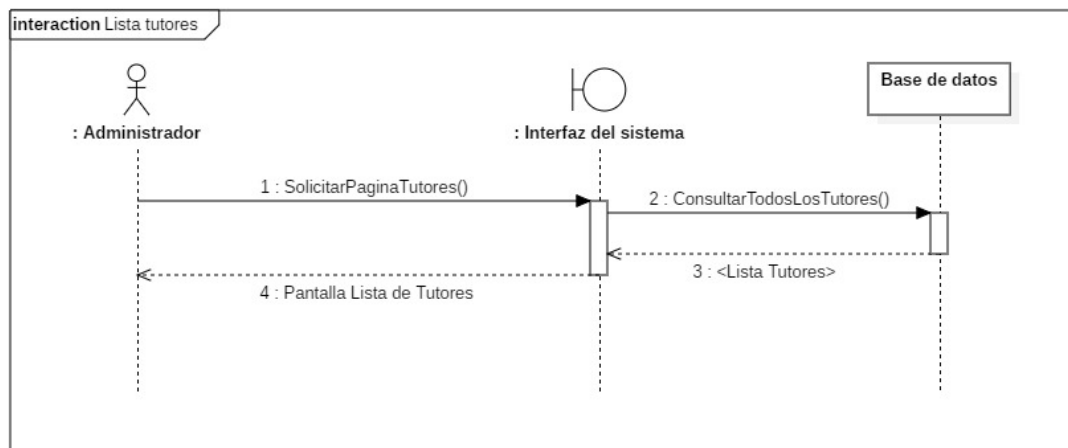 interaction Lista tutores
: Administrador
: Interfaz del sistema
Base de datos
1 : SolicitarPaginaTutores()
2 : ConsultarTodosLosTutores()
3 : <Lista Tutores>
4 : Pantalla Lista de Tutores